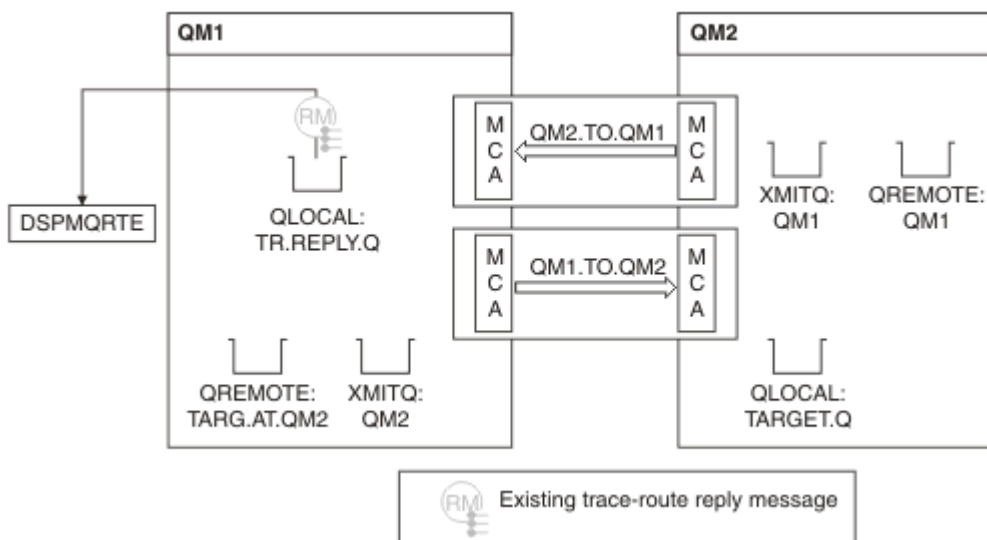 QM1
QM2
RM
QLOCAL:
TR.REPLY.Q
DSPMQRTE
M
C
A
QM2.TO.QM1
M
C
A
XMITQ:
QM1
QREMOTE:
QM1
M
C
A
QM1.TO.QM2
M
C
A
QREMOTE:
TARG.AT.QM2
XMITQ:
QM2
QLOCAL:
TARGET.Q
RM
Existing trace-route reply message